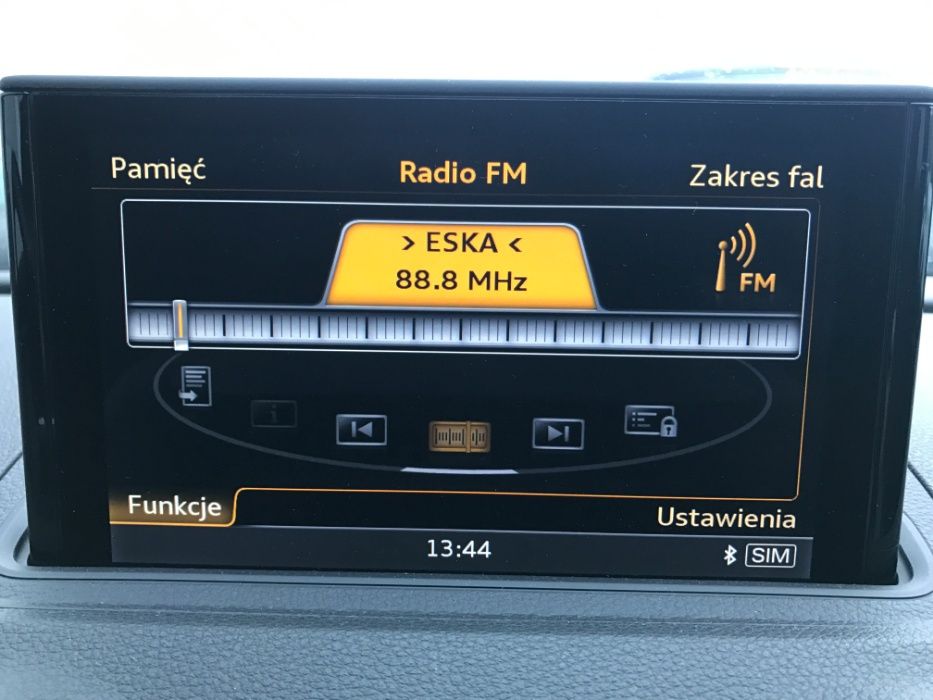 Pamięć
Radio FM
Zakres fal
> ESKA <
88.8 MHz
FM
Funkcje
Ustawienia
13:44
SIM